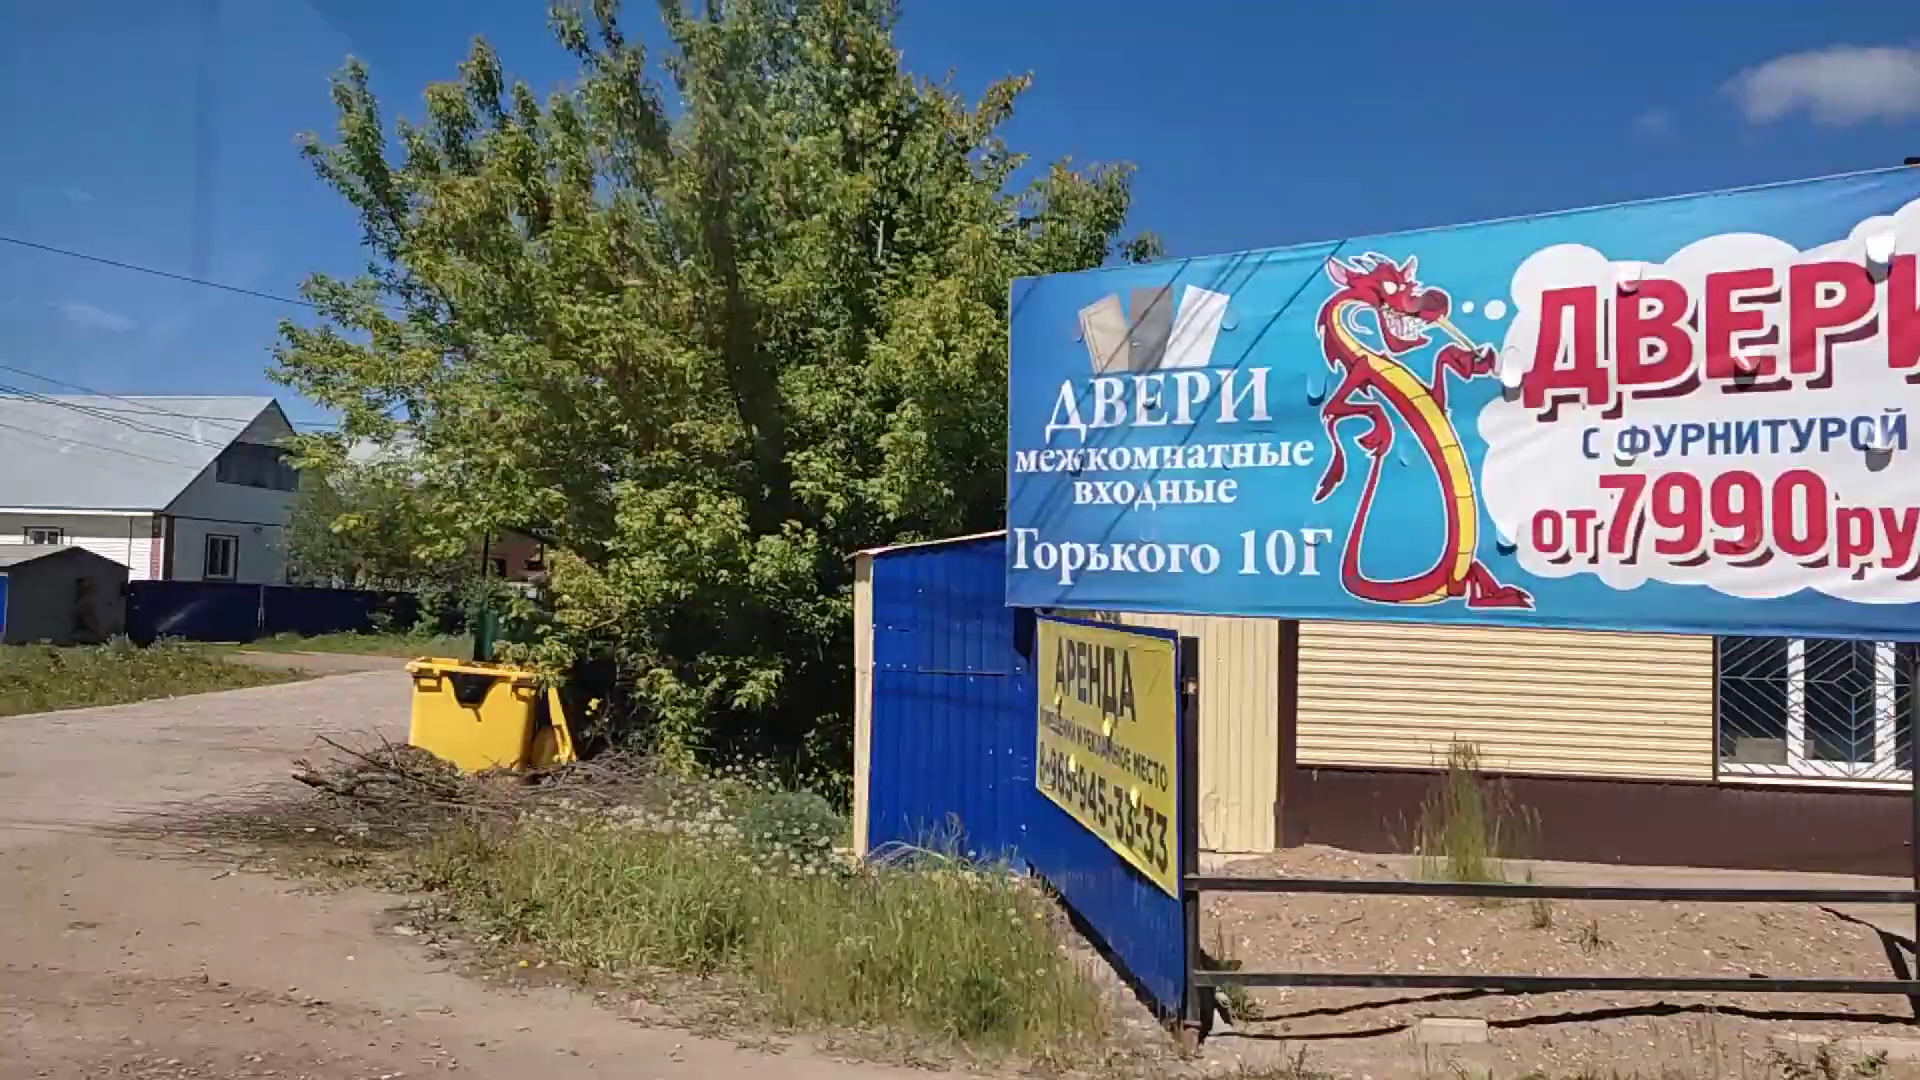 ДВЕРИ
межкомнатные
входные
Горького 10Г
ДВЕРИ
С ФУРНИТУРОЙ
от 7990 ру
АРЕНДА
ПОМЕЩЕНИЙ И РЕКЛАМНОЕ МЕСТО
8-965-945-33-33